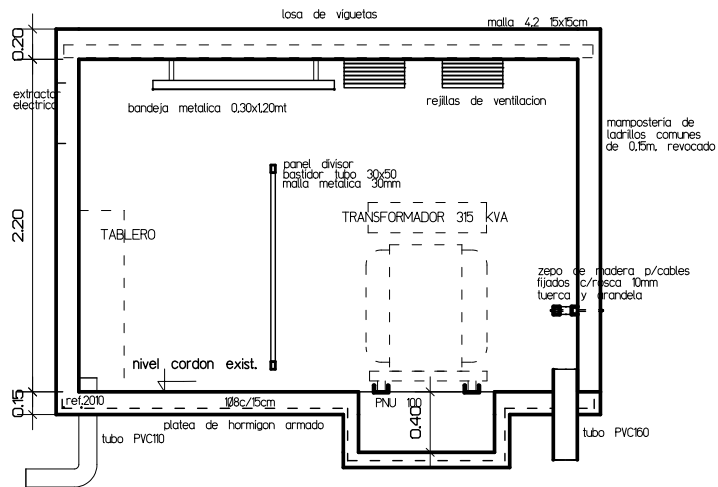 losa de viguetas
malla 4,2 15x15cm
0.20
extractor
electrico
bandeja metalica 0,30x1,20mt
rejillas de ventilacion
mamposteria de
ladrillos comunes
de 0,15m, revocado
panel divisor
bastidor tubo 30x50
malla metalica 30mm
2.20
TABLERO
TRANSFORMADOR 315 KVA
zepo de madera p/cables
fijados c/rosca 10mm
tuerca y arandela
nivel cordon exist.
0.15
ref.2010
1Ø8c/15cm
PNU 100
0.40
platea de hormigon armado
tubo PVC110
tubo PVC160